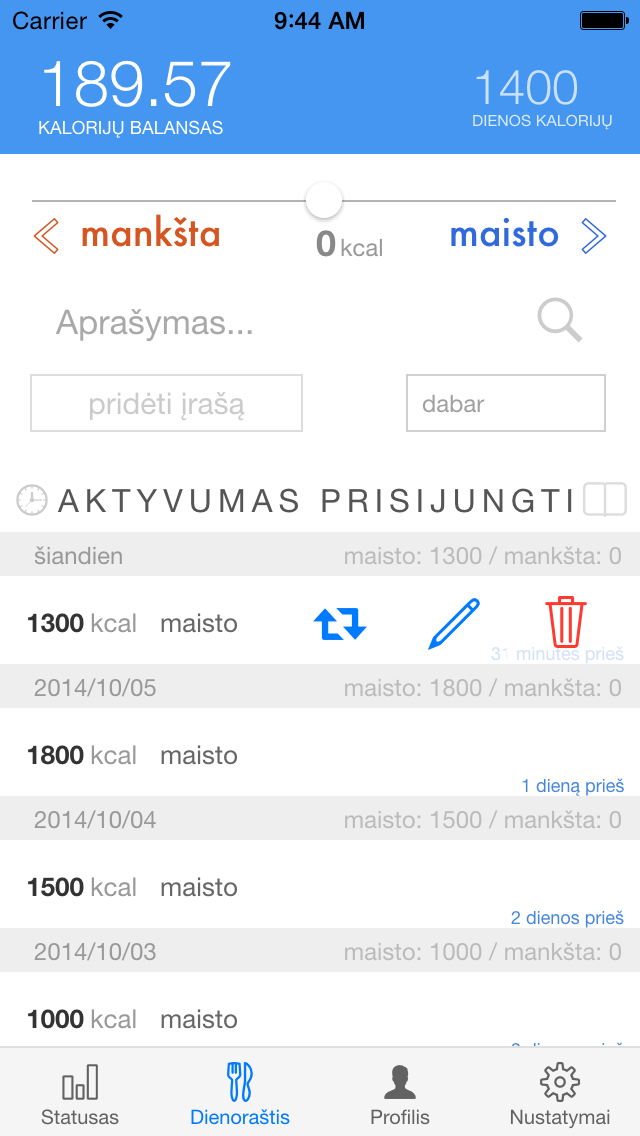 Carrier 9:44 AM
189.57 1400
KALORIJŲ BALANSAS DIENOS KALORIJŲ
mankšta 0 kcal maisto
Aprašymas...
pridėti įrašą dabar
AKTYVUMAS PRISIJUNGTI
šiandien maisto: 1300 / mankšta: 0
1300 kcal maisto
31 minutės prieš
2014/10/05 maisto: 1800 / mankšta: 0
1800 kcal maisto
1 dieną prieš
2014/10/04 maisto: 1500 / mankšta: 0
1500 kcal maisto
2 dienos prieš
2014/10/03 maisto: 1000 / mankšta: 0
1000 kcal maisto
Statusas Dienoraštis Profilis Nustatymai